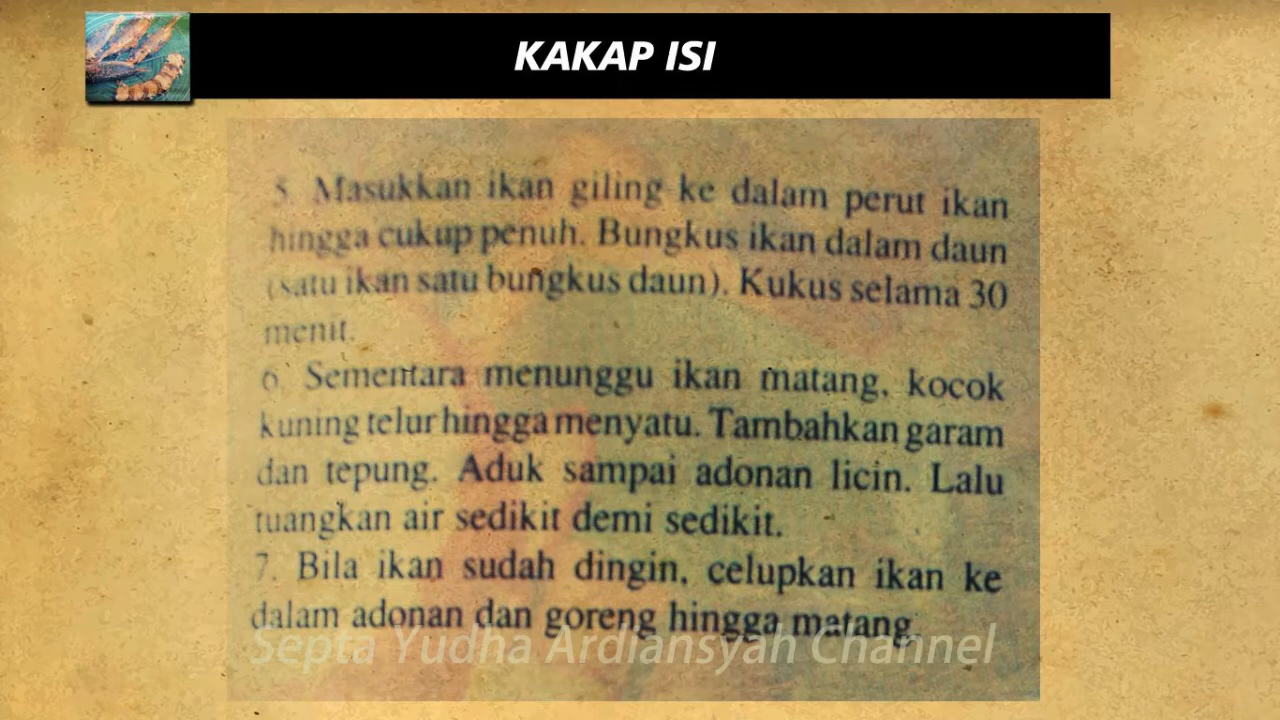 KAKAP ISI
5. Masukkan ikan giling ke dalam perut ikan
hingga cukup penuh. Bungkus ikan dalam daun
(satu ikan satu bungkus daun). Kukus selama 30
menit.
6. Sementara menunggu ikan matang, kocok
kuning telur hingga menyatu. Tambahkan garam
dan tepung. Aduk sampai adonan licin. Lalu
tuangkan air sedikit demi sedikit.
7. Bila ikan sudah dingin, celupkan ikan ke
dalam adonan dan goreng hingga matang.
Septa Yudha Ardiansyah Channel